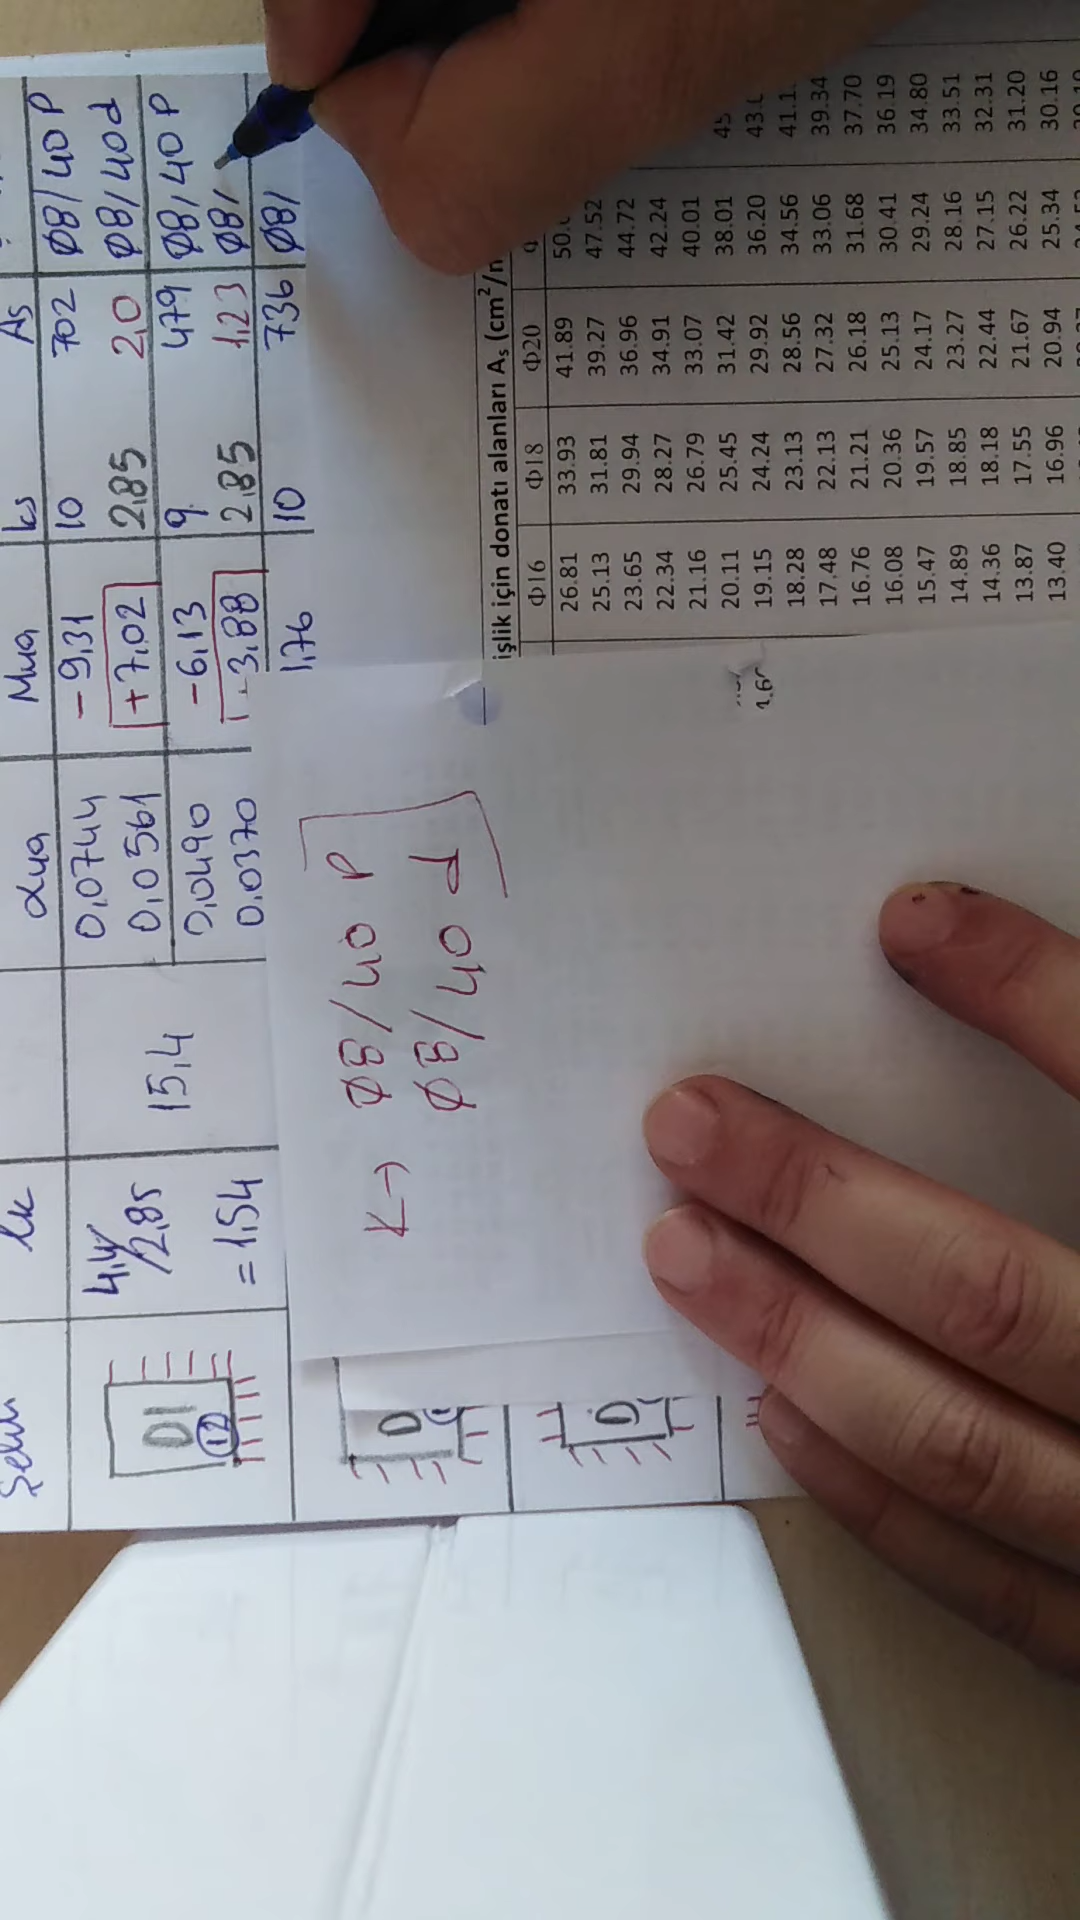 Şekil lk αua Mua ks As
D1 4.4/2.85 =1.54 15,4
0,0744 -9,31 10 702 Ø8/40 P
0,0561 +7,02 2,85 2,0 Ø8/40 d
0,0490 -6,13 9 479 Ø8/40 P
0.0370 3.88 2,85 1,23 Ø8/
12
1,76 10 736 Ø8/
K→ Ø8/40 P
Ø8/40 d
D
D
işlik için donatı alanları As (cm²/m
Φ16 Φ18 Φ20
26.81 33.93 41.89
25.13 31.81 39.27 47.52
23.65 29.94 36.96 44.72
22.34 28.27 34.91 42.24
21.16 26.79 33.07 40.01
20.11 25.45 31.42 38.01
19.15 24.24 29.92 36.20
18.28 23.13 28.56 34.56
17.48 22.13 27.32 33.06 39.34
16.76 21.21 26.18 31.68 37.70
16.08 20.36 25.13 30.41 36.19
15.47 19.57 24.17 29.24 34.80
14.89 18.85 23.27 28.16 33.51
14.36 18.18 22.44 27.15 32.31
13.87 17.55 21.67 26.22 31.20
13.40 16.96 20.94 25.34 30.16